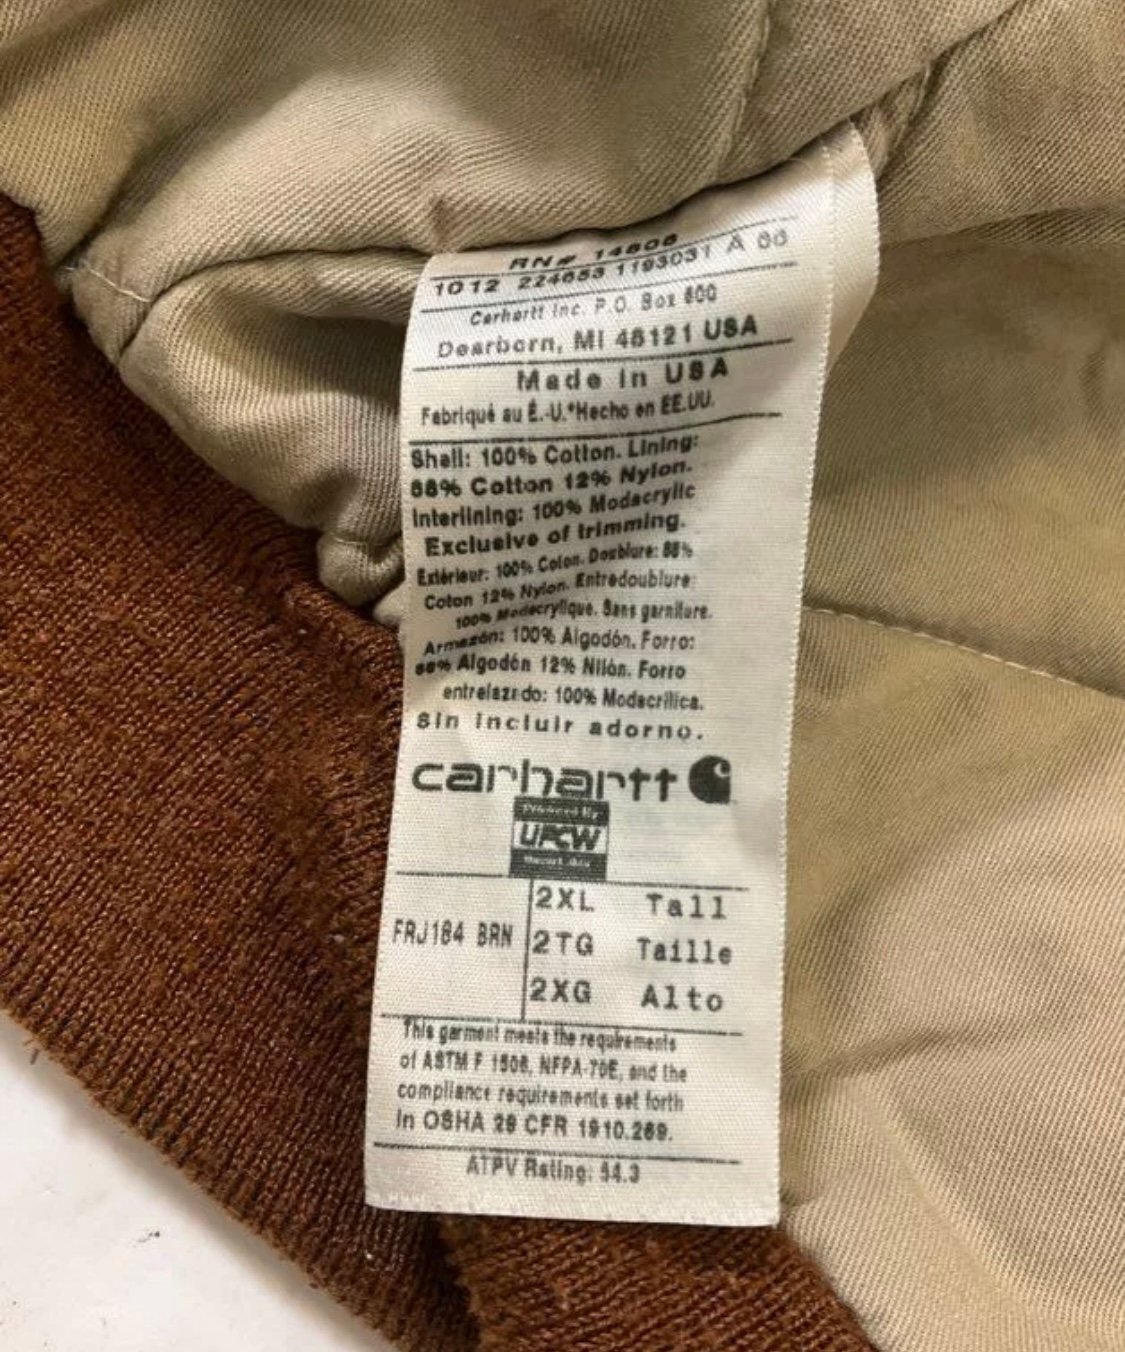 RN# 14806
1012 224653 1193031 A 00
Carhartt Inc. P.O. Box 600
Dearborn, MI 48121 USA
Made in USA
Fabriqué au É.-U.*Hecho en EE.UU.
Shell: 100% Cotton. Lining:
88% Cotton 12% Nylon.
Interlining: 100% Modacrylic
Exclusive of trimming.
Extérieur: 100% Coton. Doublure: 88%
Coton 12% Nylon. Entredoublure:
100% Modacrylique. Sans garniture.
Armazón: 100% Algodón. Forro:
88% Algodón 12% Nilón. Forro
entrelazado: 100% Modacrílica.
Sin incluir adorno.
carhartt
Powered By
UFCW
2XL Tall
FRJ184 BRN 2TG Taille
2XG Alto
This garment meets the requirements
of ASTM F 1506, NFPA-70E, and the
compliance requirements set forth
in OSHA 29 CFR 1910.269.
ATPV Rating: 54.3